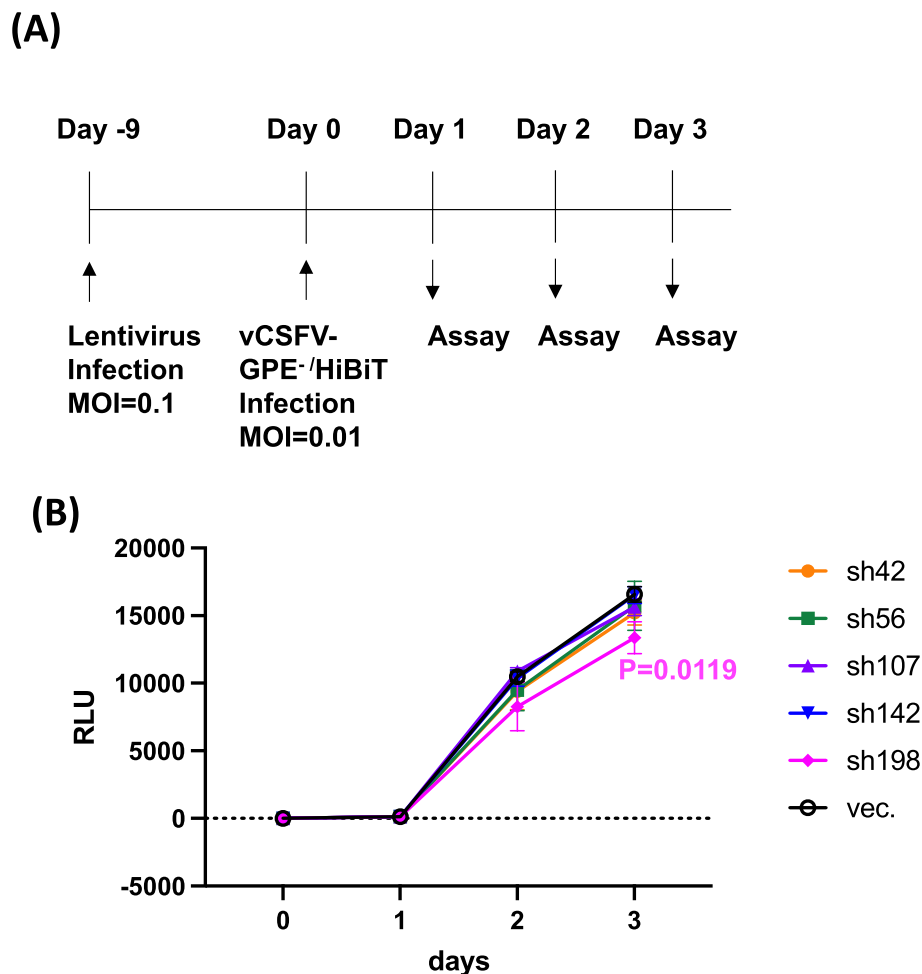 (A)
Day -9 Day 0 Day 1 Day 2 Day 3
Lentivirus
Infection
MOI=0.1
vCSFV-
GPE⁻ᐟHiBiT
Infection
MOI=0.01
Assay Assay Assay
(B)
20000
15000
10000
5000
0
-5000
RLU
P=0.0119
0 1 2 3
days
sh42
sh56
sh107
sh142
sh198
vec.